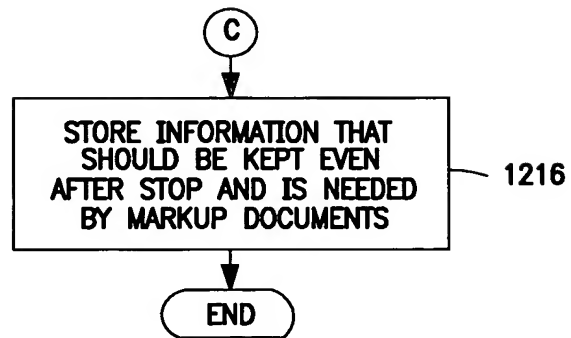 C
STORE INFORMATION THAT
SHOULD BE KEPT EVEN
AFTER STOP AND IS NEEDED
BY MARKUP DOCUMENTS
1216
END